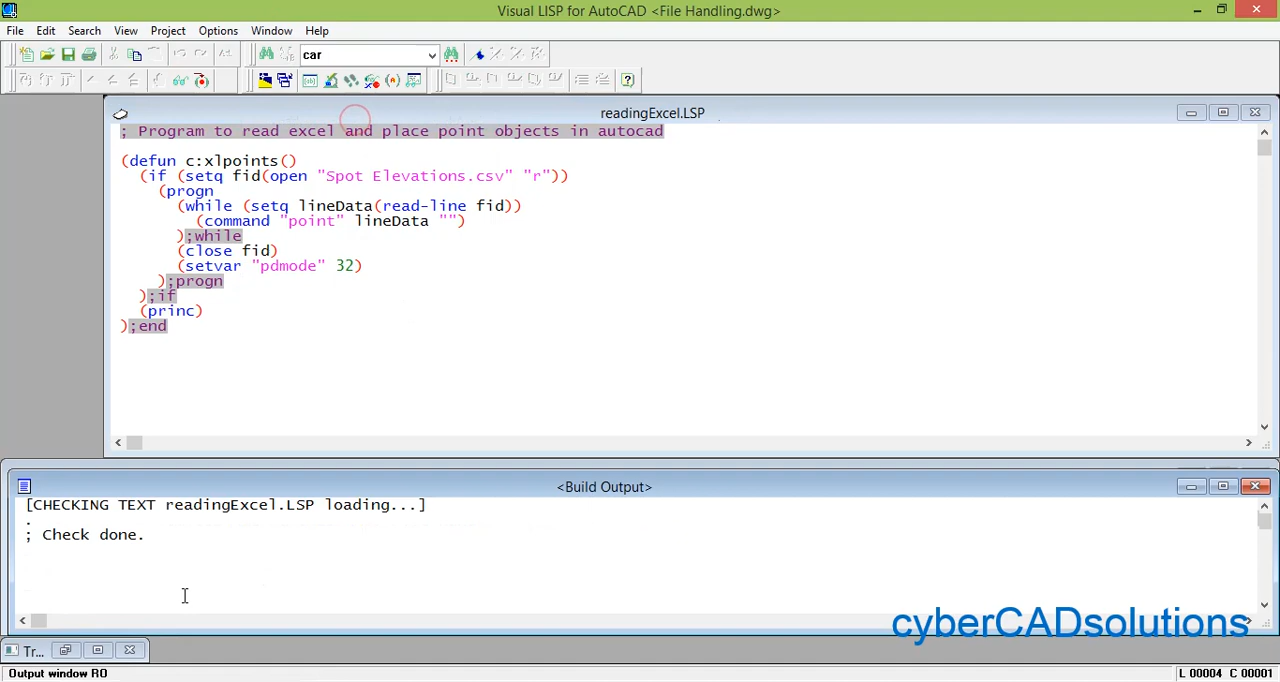 Visual LISP for AutoCAD <File Handling.dwg>
File Edit Search View Project Options Window Help
car
readingExcel.LSP
; Program to read excel and place point objects in autocad
(defun c:xlpoints()
(if (setq fid(open "Spot Elevations.csv" "r"))
(progn
(while (setq lineData(read-line fid))
(command "point" lineData "")
);while
(close fid)
(setvar "pdmode" 32)
);progn
);if
(princ)
);end
<Build Output>
[CHECKING TEXT readingExcel.LSP loading...]
.
; Check done.
cyberCADsolutions
Tr...
Output window RO
L 00004 C 00001